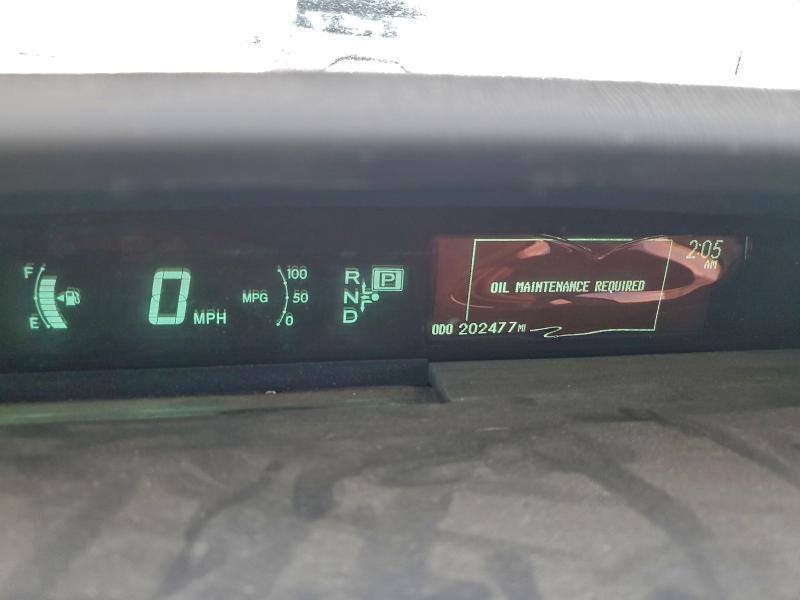 F
E
0 MPH
MPG
100
50
0
R
N
D
P
2:05
AM
OIL MAINTENANCE REQUIRED
ODO 202477 MI